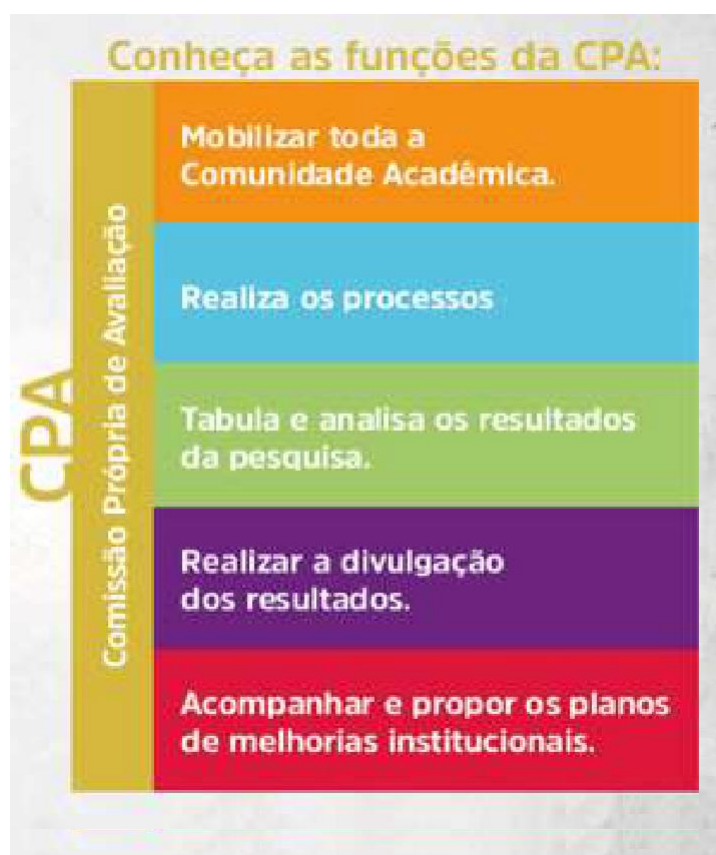 Conheça as funções da CPA:
CPA
Comissão Própria de Avaliação
Mobilizar toda a
Comunidade Acadêmica.
Realiza os processos
Tabula e analisa os resultados
da pesquisa.
Realizar a divulgação
dos resultados.
Acompanhar e propor os planos
de melhorias institucionais.